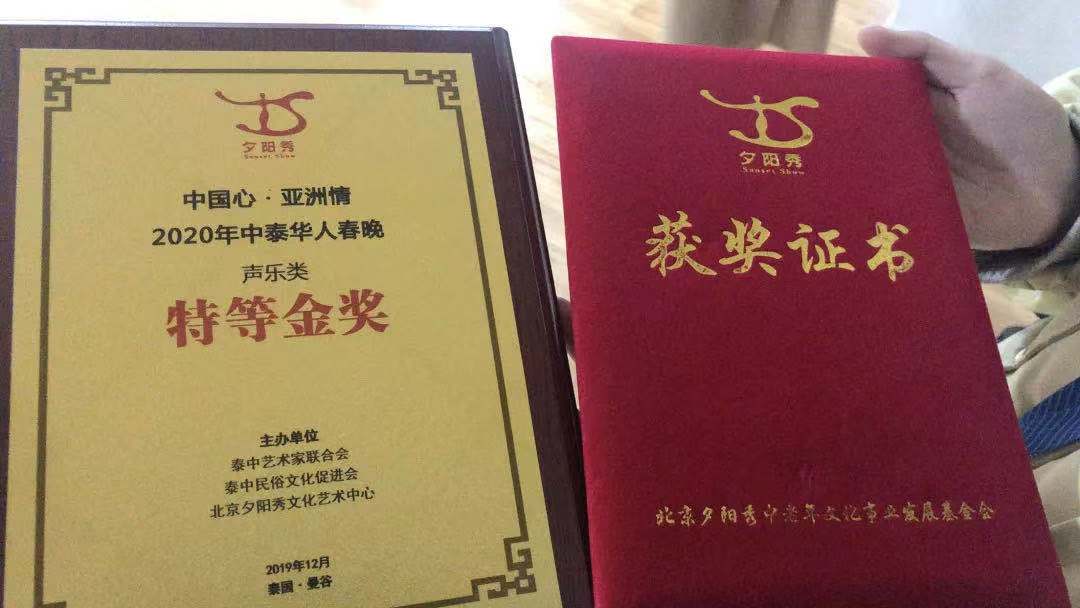 夕阳秀
Sunset Show
中国心·亚洲情
2020年中泰华人春晚
声乐类
特等金奖
主办单位
泰中艺术家联合会
泰中民俗文化促进会
北京夕阳秀文化艺术中心
2019年12月
泰国·曼谷
夕阳秀
Sunset Show
获奖证书
北京夕阳秀中老年文化事业发展基金会